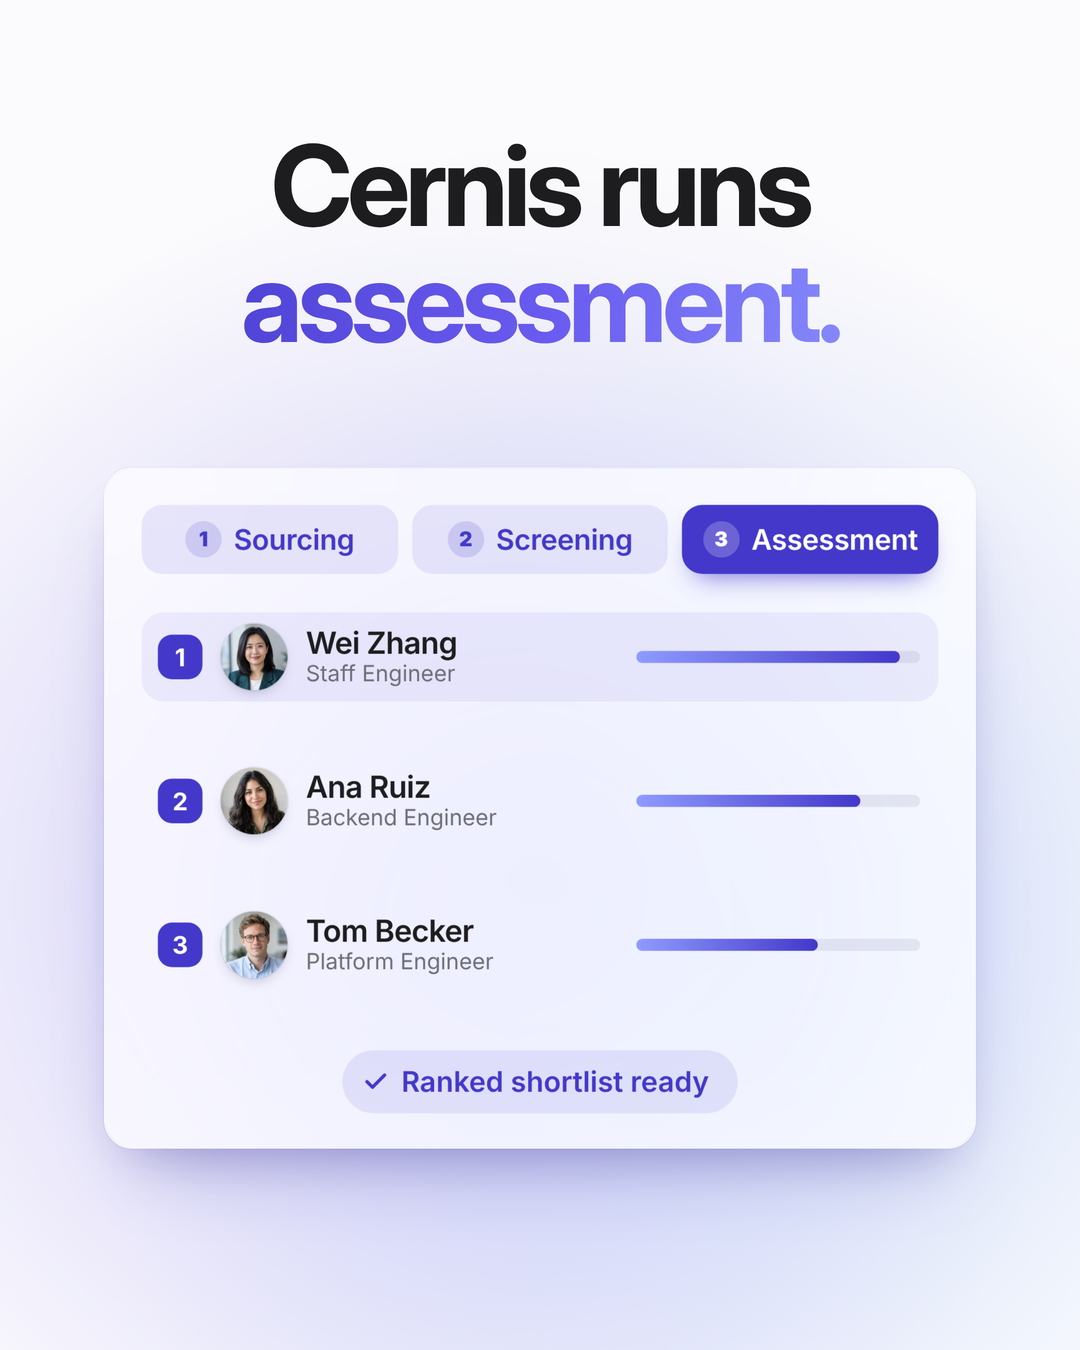 Cernis runs
assessment.
1 Sourcing
2 Screening
3 Assessment
1
Wei Zhang
Staff Engineer
2
Ana Ruiz
Backend Engineer
3
Tom Becker
Platform Engineer
Ranked shortlist ready